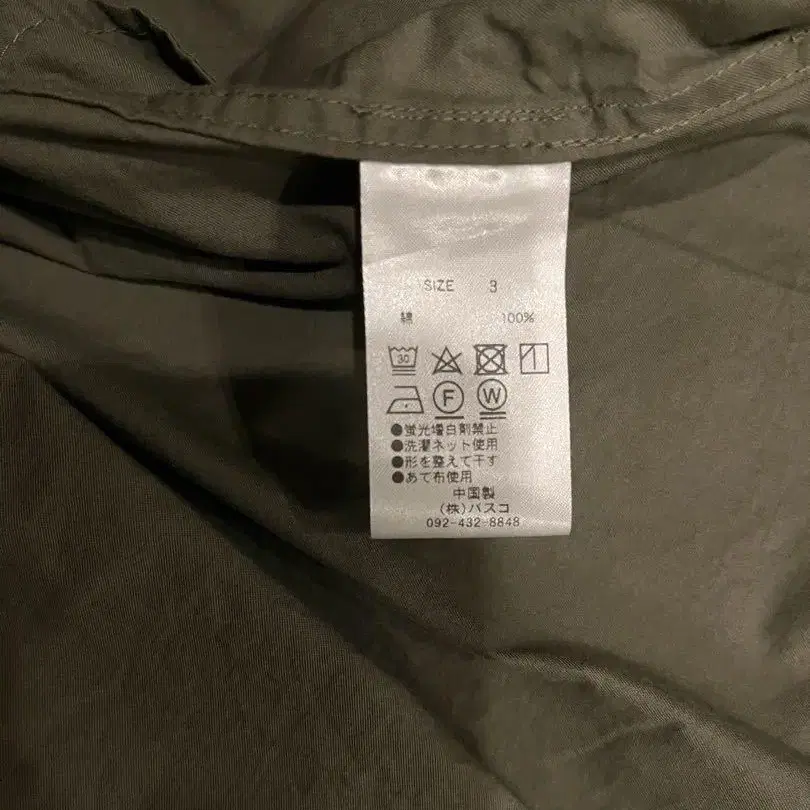 SIZE 3
綿 100%
30
F W
●蛍光増白剤禁止
●洗濯ネット使用
●形を整えて干す
●あて布使用
中国製
(株)パスコ
092-432-8848